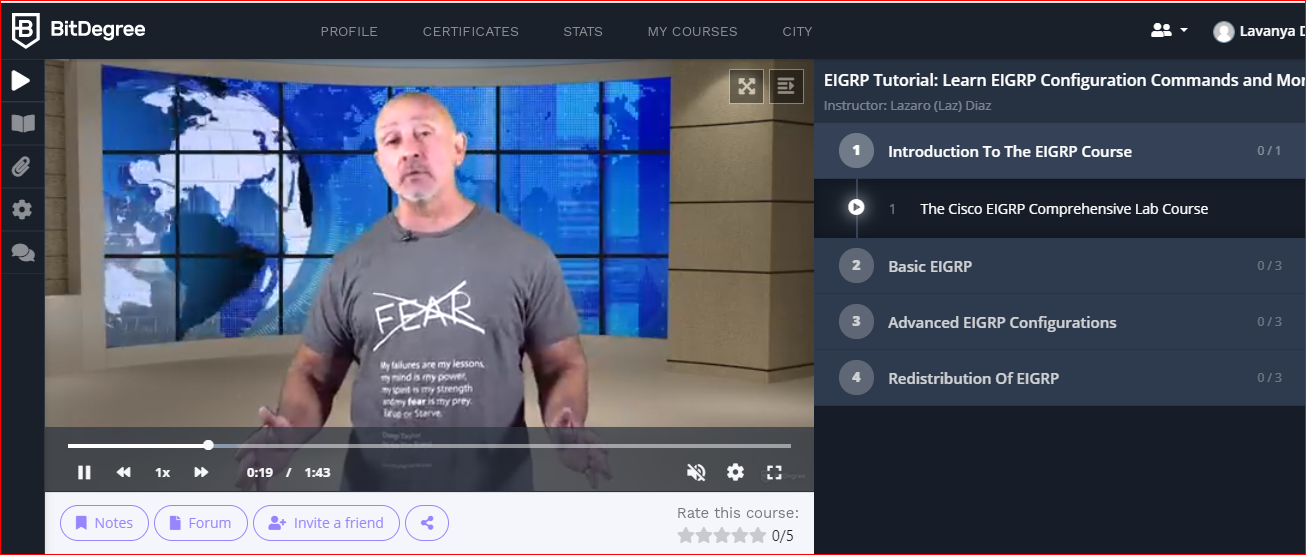 BitDegree
PROFILE CERTIFICATES STATS MY COURSES CITY
Lavanya D
EIGRP Tutorial: Learn EIGRP Configuration Commands and Mor
Instructor: Lazaro (Laz) Diaz
1 Introduction To The EIGRP Course 0 / 1
1 The Cisco EIGRP Comprehensive Lab Course
2 Basic EIGRP 0 / 3
3 Advanced EIGRP Configurations 0 / 3
4 Redistribution Of EIGRP 0 / 3
FEAR
My failures are my lessons,
my mind is my power,
my spirit is my strength
and my fear is my prey.
or Starve.
1x 0:19 / 1:43
Notes Forum Invite a friend
Rate this course:
0/5